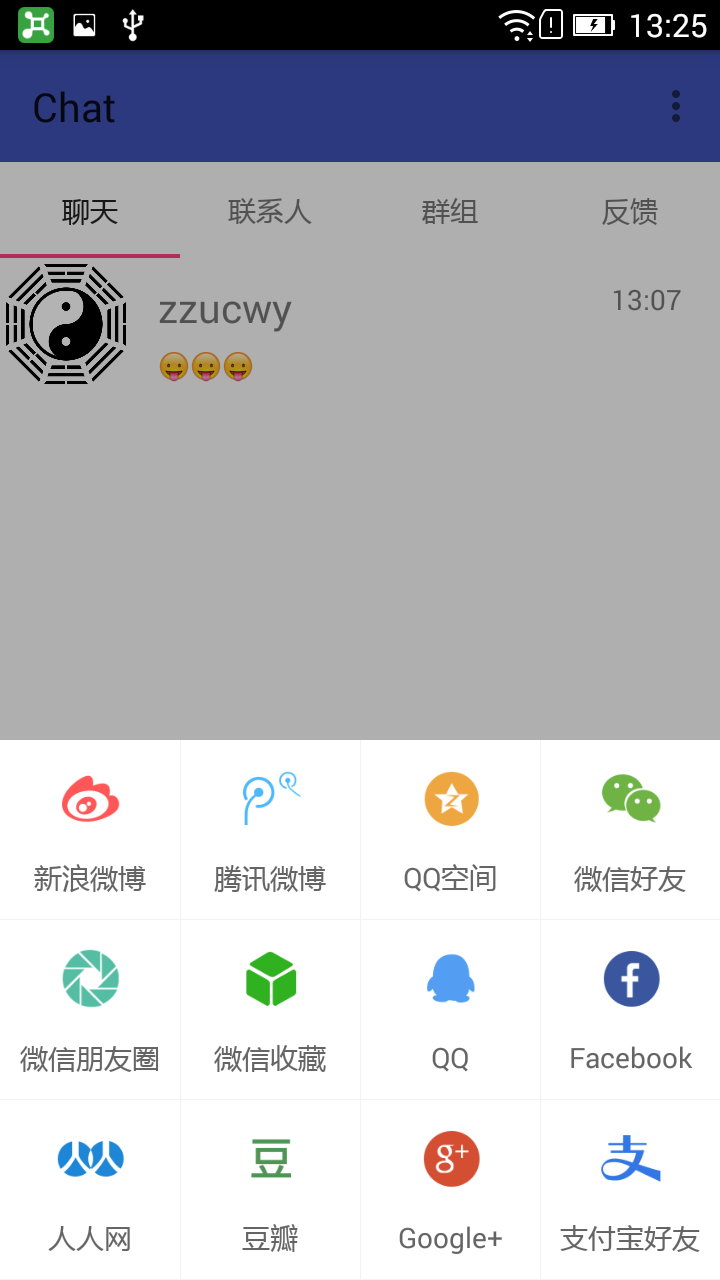 13:25
Chat
聊天 联系人 群组 反馈
zzucwy 13:07
😛😛😛
新浪微博 腾讯微博 QQ空间 微信好友
微信朋友圈 微信收藏 QQ Facebook
人人网 豆瓣 Google+ 支付宝好友